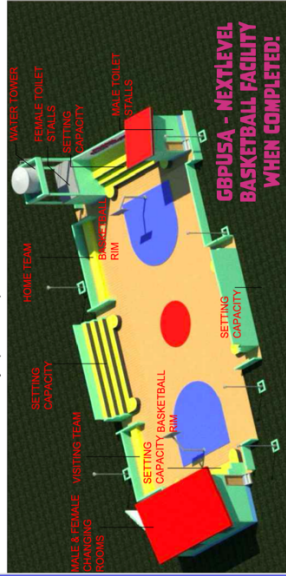 WATER TOWER
FEMALE TOILET
STALLS
SETTING
CAPACITY
MALE TOILET
STALLS
GBPUSA - NEXTLEVEL
BASKETBALL FACILITY
WHEN COMPLETED!
HOME TEAM
BASKETBALL
RIM
SETTING
CAPACITY
SETTING
CAPACITY
VISITING TEAM
SETTING
CAPACITY
BASKETBALL
RIM
MALE & FEMALE
CHANGING
ROOMS